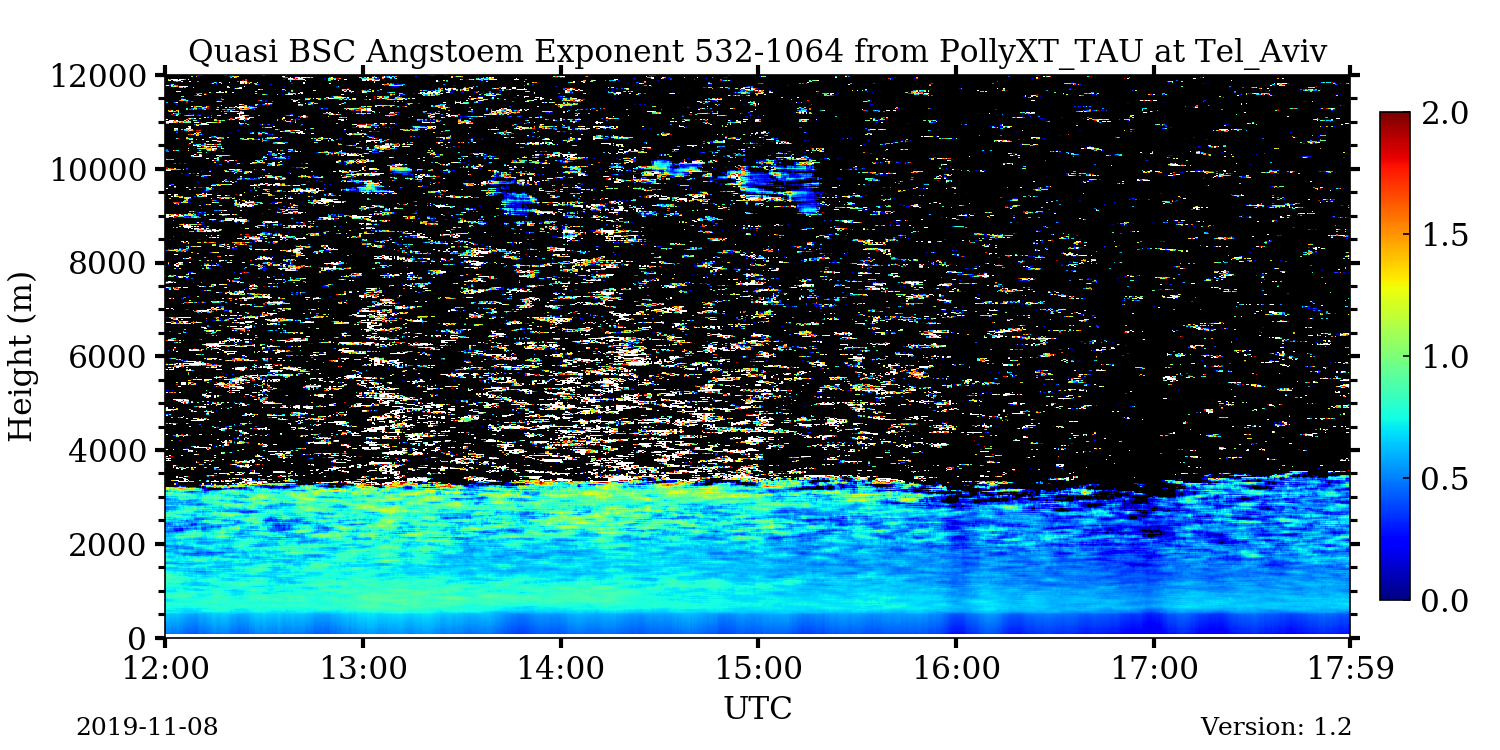 Quasi BSC Angstoem Exponent 532-1064 from PollyXT_TAU at Tel_Aviv
12000
10000
8000
6000
4000
2000
0
Height (m)
12:00 13:00 14:00 15:00 16:00 17:00 17:59
UTC
2.0
1.5
1.0
0.5
0.0
2019-11-08
Version: 1.2